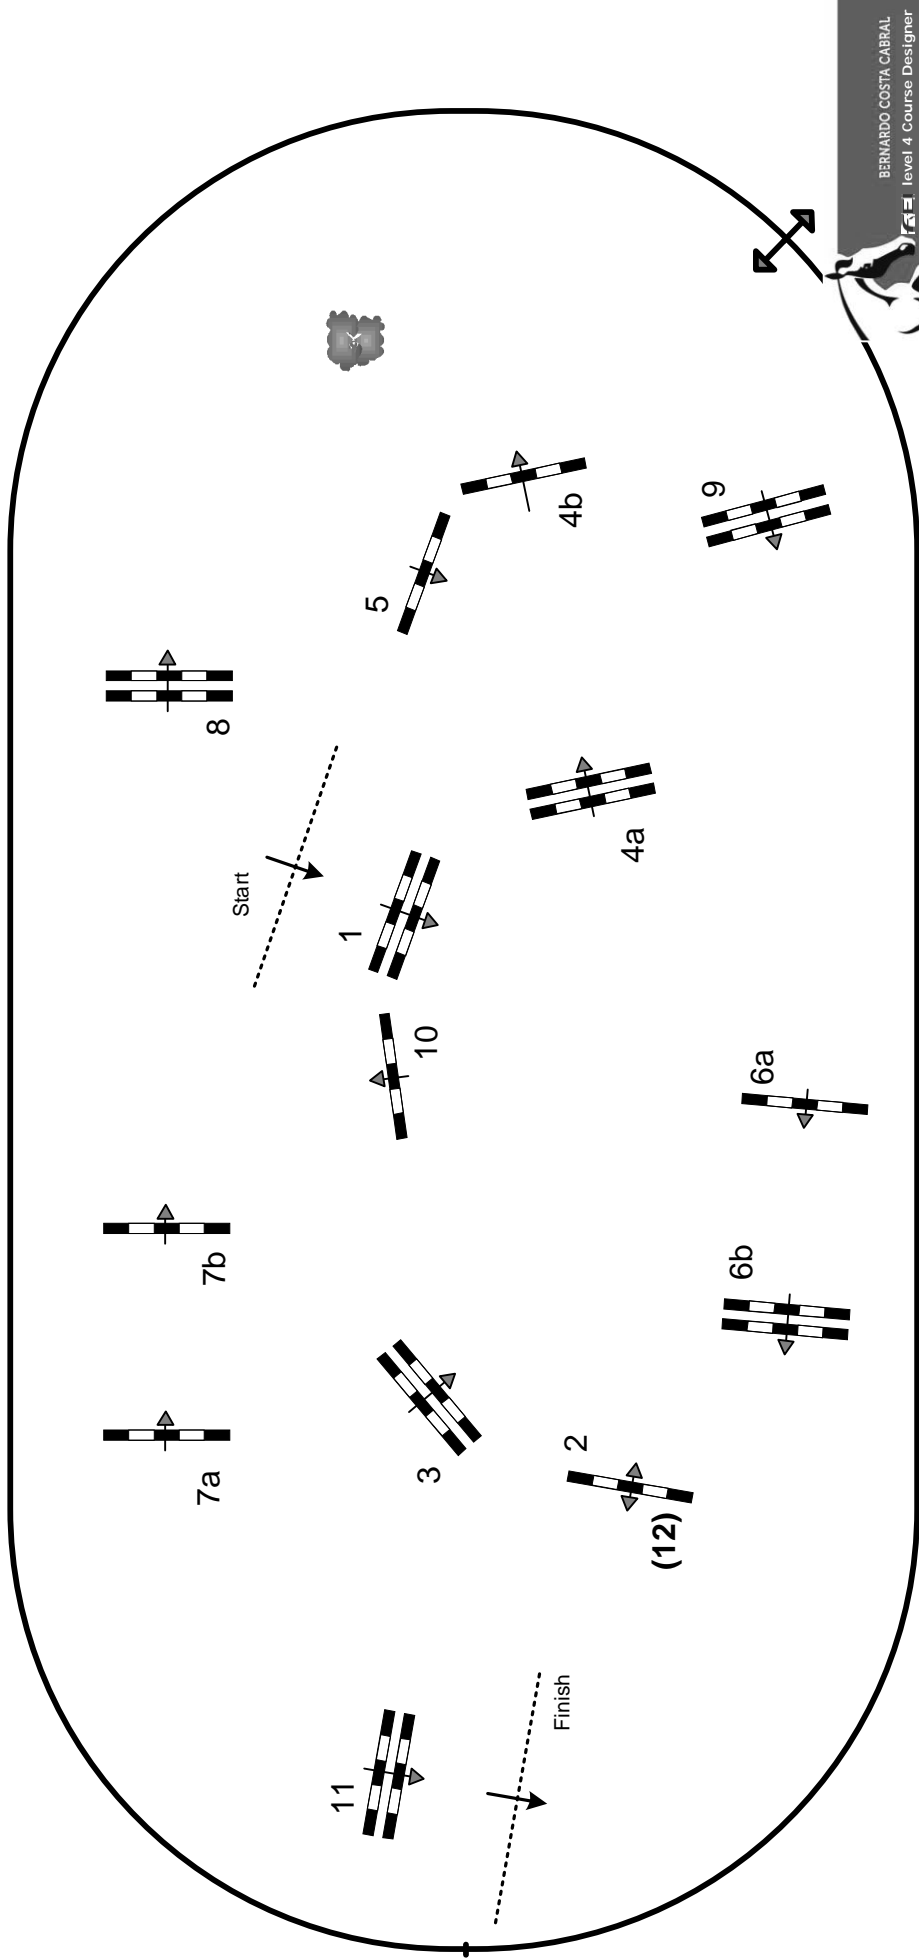 BERNARDO COSTA CABRAL
FEI level 4 Course Designer
9
4b
5
8
4a
Start
1
10
6a
7b
6b
7a
3
2
(12)
11
Finish